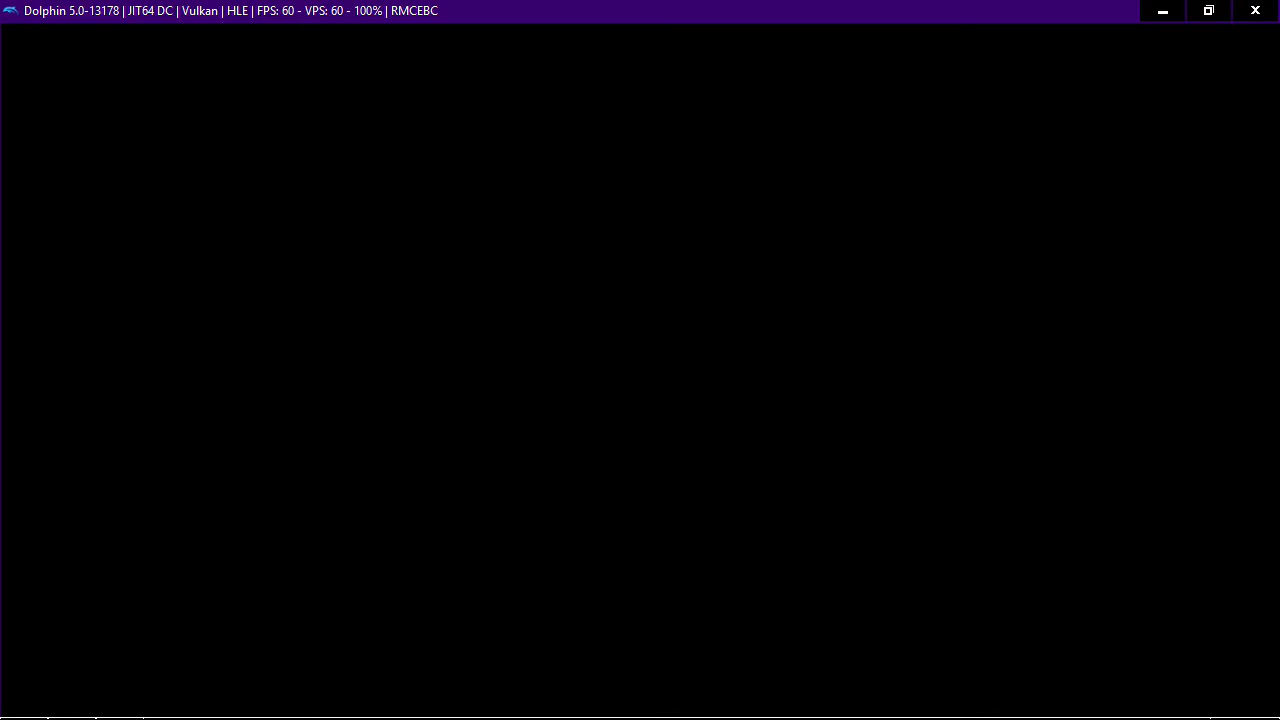 Dolphin 5.0-13178 | JIT64 DC | Vulkan | HLE | FPS: 60 - VPS: 60 - 100% | RMCEBC